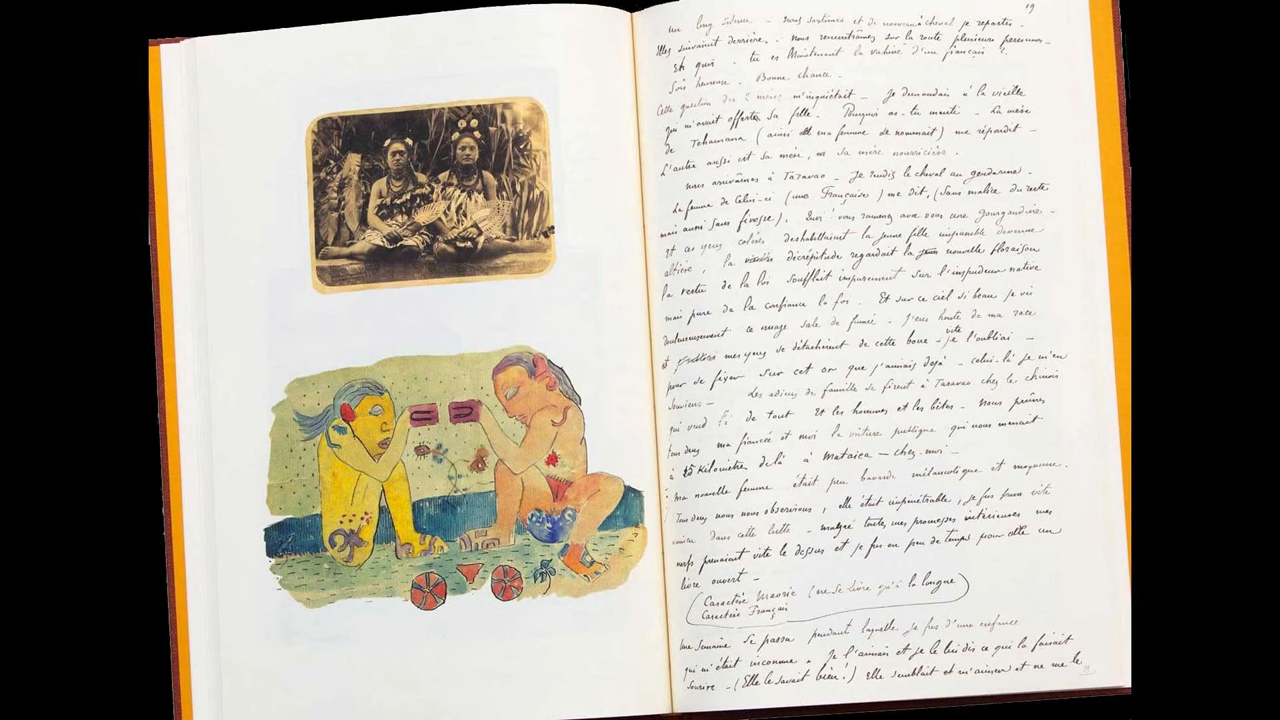 19
un long silence – nous sortîmes et de nouveau à cheval je repartis –
Elles suivaient derrière. – nous rencontrâmes sur la route plusieurs personnes –
Et quoi – tu es Maintenant la vahiné d'un français ?
Sois heureuse – Bonne chance –
Cette question des 2 mères m'inquiétait – Je demandais à la vieille
qui m'avait offerte sa fille – Pourquoi as-tu menti – La mère
de Tehamana (ainsi ma femme se nomenait) me répondit –
L'autre aussi est sa mère, sa mère nourricière .
nous arrivâmes à Taravao – Je rendis le cheval au gendarme –
La femme de Celui-ci (une Française) me dit, (Sans malice du reste
mais aussi Sans finesse), vous ramenez avec vous une gourgandine –
et ces yeux colères deshabillaient la jeune fille impassible devenue
altière, la décrépitude regardait la nouvelle floraison
la vertu de la loi soufflait impurement sur l'impudeur native
mais pure de la confiance la foi . Et sur ce ciel si beau je vis
douloureusement ce nuage sale de fumée – J'eus honte de ma race
et mes yeux se détachèrent de cette boue – vite je l'oubliai –
pour se fixer sur cet or que j'aimais déjà – celui-là je m'en
souviens – Les adieux de famille se firent à Taravao chez le chinois
qui vend là de tout Et les hommes et les bêtes – Nous prîmes
tous deux ma fiancée et moi la voiture publique qui nous menait
à 25 kilomètres de là à Mataiea – chez moi –
Ma nouvelle femme était peu bavarde mélancolique et moqueuse.
Tous deux nous nous observions, elle était impénétrable, je fus vite
vaincu dans cette lutte – malgré toutes mes promesses intérieures mes
nerfs prenaient vite le dessus et je fus en peu de temps pour elle un
livre ouvert –
(Caractère Maorie (ne se livre qu'à la longue)
Caractère Français
Une Semaine se passa pendant laquelle je fus d'une enfance
qui m'était inconnue . Je l'aimais et je le lui dis ce qui la faisait
sourire – (Elle le savait bien !) Elle semblait et m'aimer et ne me le